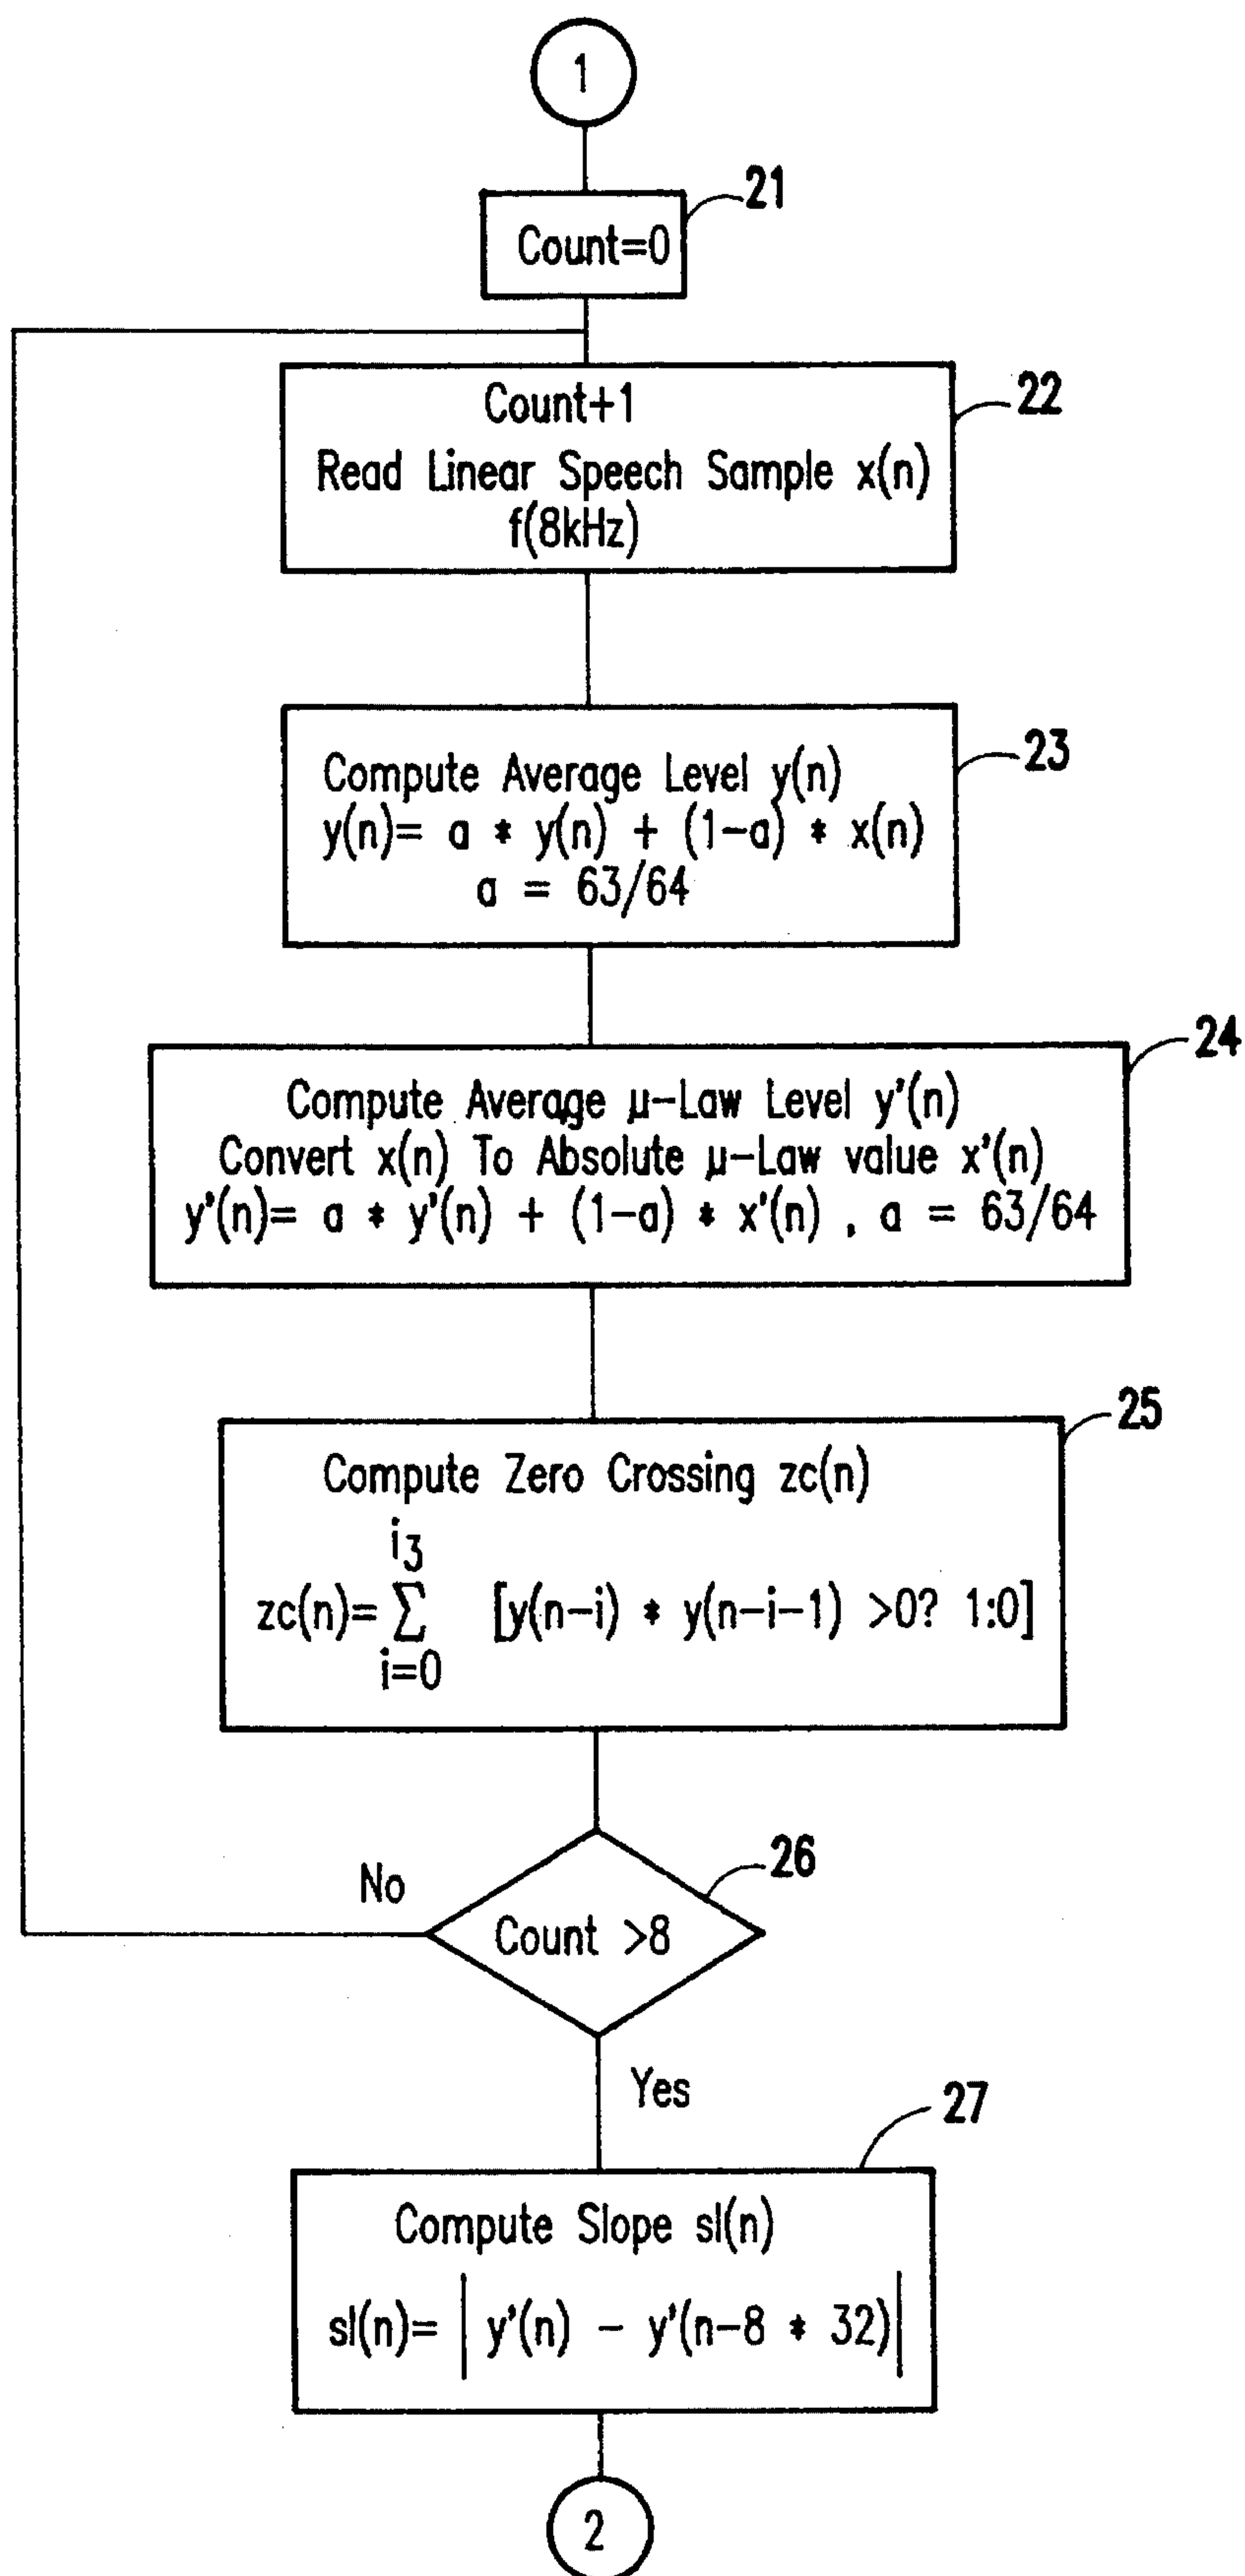 1
21
Count=0
22
Count+1
Read Linear Speech Sample x(n)
f(8kHz)
23
Compute Average Level y(n)
y(n)= a * y(n) + (1-a) * x(n)
a = 63/64
24
Compute Average μ-Law Level y'(n)
Convert x(n) To Absolute μ-Law value x'(n)
y'(n)= a * y'(n) + (1-a) * x'(n) , a = 63/64
25
Compute Zero Crossing zc(n)
i3
zc(n)=Σ [y(n-i) * y(n-i-1) >0? 1:0]
i=0
26
No
Count >8
Yes
27
Compute Slope sl(n)
sl(n)= | y'(n) - y'(n-8 * 32)|
2